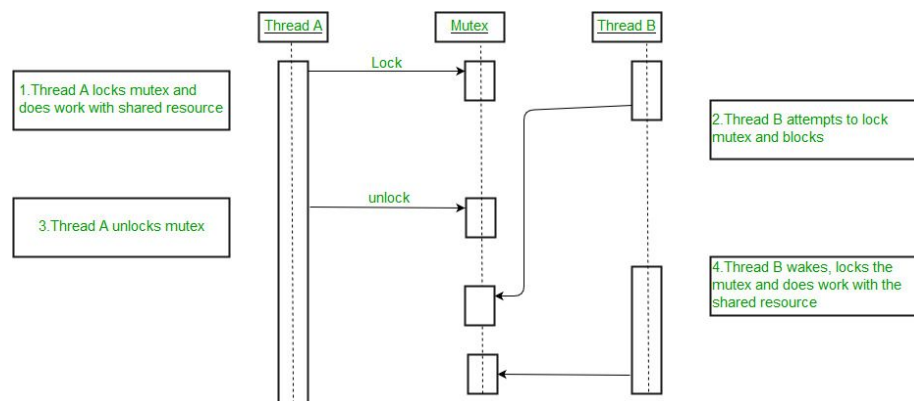 Thread A
Mutex
Thread B
Lock
1.Thread A locks mutex and
does work with shared resource
2.Thread B attempts to lock
mutex and blocks
unlock
3.Thread A unlocks mutex
4.Thread B wakes, locks the
mutex and does work with the
shared resource